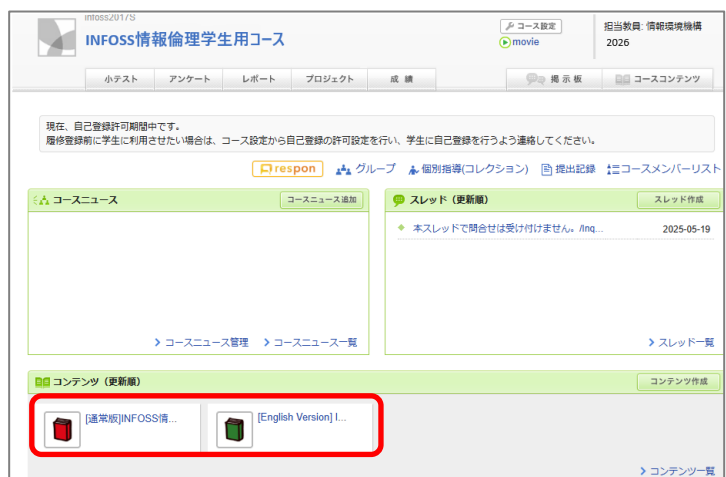 infoss2017S
INFOSS情報倫理学生用コース
コース設定
movie
担当教員: 情報環境機構
2026
小テスト アンケート レポート プロジェクト 成績 掲示板 コースコンテンツ
現在、自己登録許可期間中です。
履修登録前に学生に利用させたい場合は、コース設定から自己登録の許可設定を行い、学生に自己登録を行うよう連絡してください。
respon グループ 個別指導(コレクション) 提出記録 コースメンバーリスト
コースニュース コースニュース追加
コースニュース管理 コースニュース一覧
スレッド（更新順） スレッド作成
本スレッドで問合せは受け付けません。/Inq... 2025-05-19
スレッド一覧
コンテンツ（更新順） コンテンツ作成
[通常版]INFOSS情... [English Version] I...
コンテンツ一覧